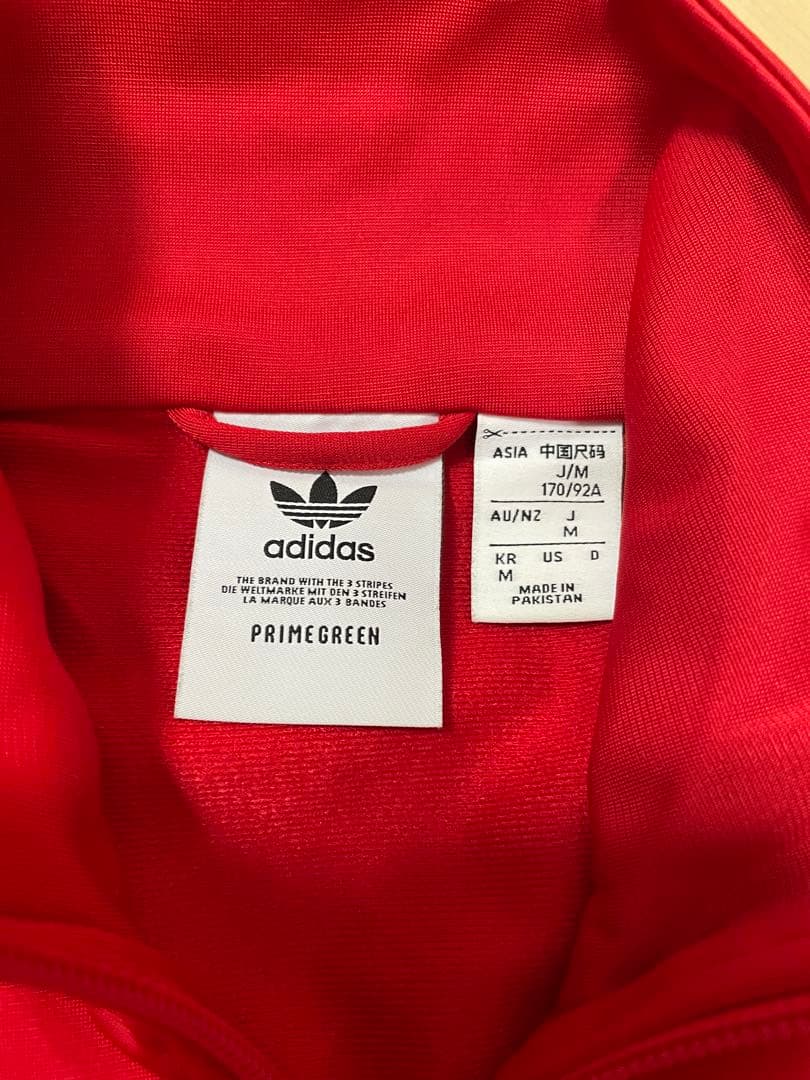 adidas
THE BRAND WITH THE 3 STRIPES
DIE WELTMARKE MIT DEN 3 STREIFEN
LA MARQUE AUX 3 BANDES
PRIMEGREEN
ASIA 中国尺码
J/M
170/92A
AU/NZ J
M
KR US D
M
MADE IN
PAKISTAN